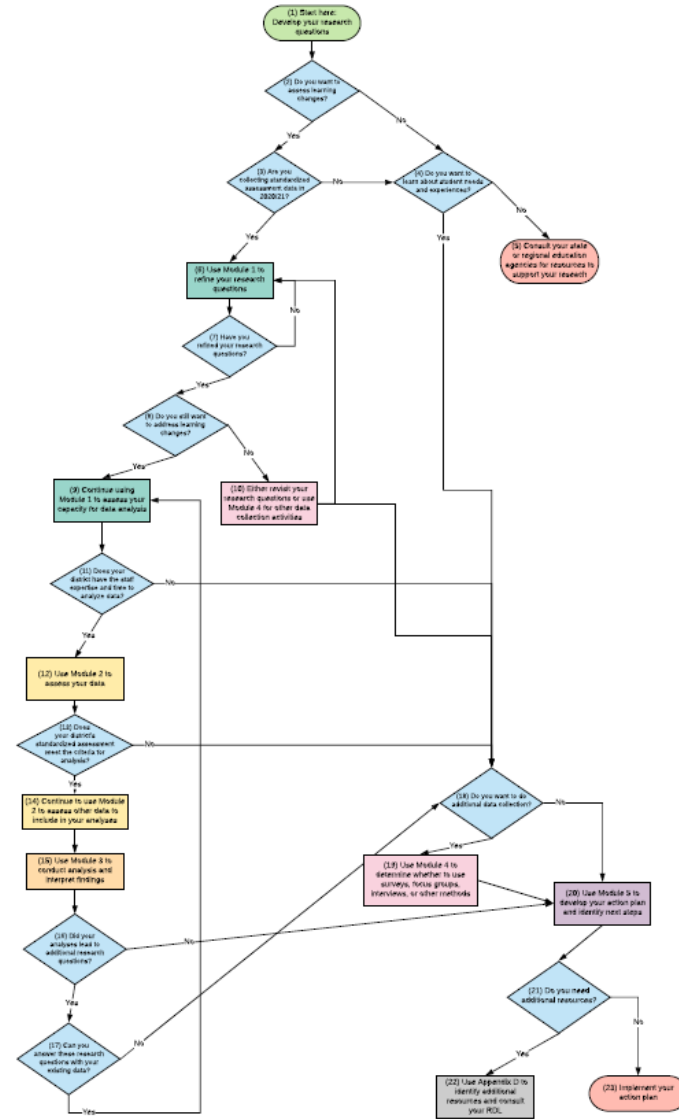 (1) Start here:
Develop your research
questions
(2) Do you want to
assess learning
changes?
Yes
No
(3) Are you
collecting standardized
assessment data in
2020/21?
No
(4) Do you want to
learn about student needs
and experiences?
Yes
Yes
No
(5) Consult your state
or regional education
agencies for resources to
support your reseach
(6) Use Module 1 to
refine your research
questions
No
(7) Have you
refined your research
questions?
Yes
(8) Do you still want
to address learning
changes?
Yes
No
(9) Continue using
Module 1 to assess your
capacity for data analysis
(10) Either revisit your
research questions or use
Module 4 for other data
collection activities
(11) Does your
district have the staff
expertise and time to
analyze data?
No
Yes
(12) Use Module 2 to
assess your data
(13) Does
your district's
standardized assessment
meet the criteria for
analysis?
No
Yes
(14) Continue to use Module
2 to assess other data to
include in your analyses
(15) Use Module 3 to
conduct analysis and
interpret findings
(16) Did your
analyses lead to
additional research
questions?
No
Yes
(17) Can you
answer these research
questions with your
existing data?
No
Yes
(18) Do you want to do
additional data collection?
No
Yes
(19) Use Module 4 to
determine whether to use
surveys, focus groups,
interviews, or other methods
(20) Use Module 5 to
develop your action plan
and identify next steps
(21) Do you need
additional resources?
Yes
No
(22) Use Appendix D to
identify additional
resources and consult
your RDL
(23) Implement your
action plan